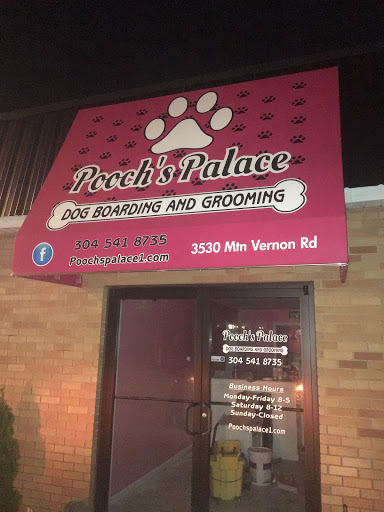 Pooch's Palace
DOG BOARDING AND GROOMING
304 541 8735
3530 Mtn Vernon Rd
Poochspalace1.com
Pooch's Palace
DOG BOARDING AND GROOMING
304 541 8735
Business Hours
Monday-Friday 8-5
Saturday 8-12
Sunday-Closed
Poochspalace1.com